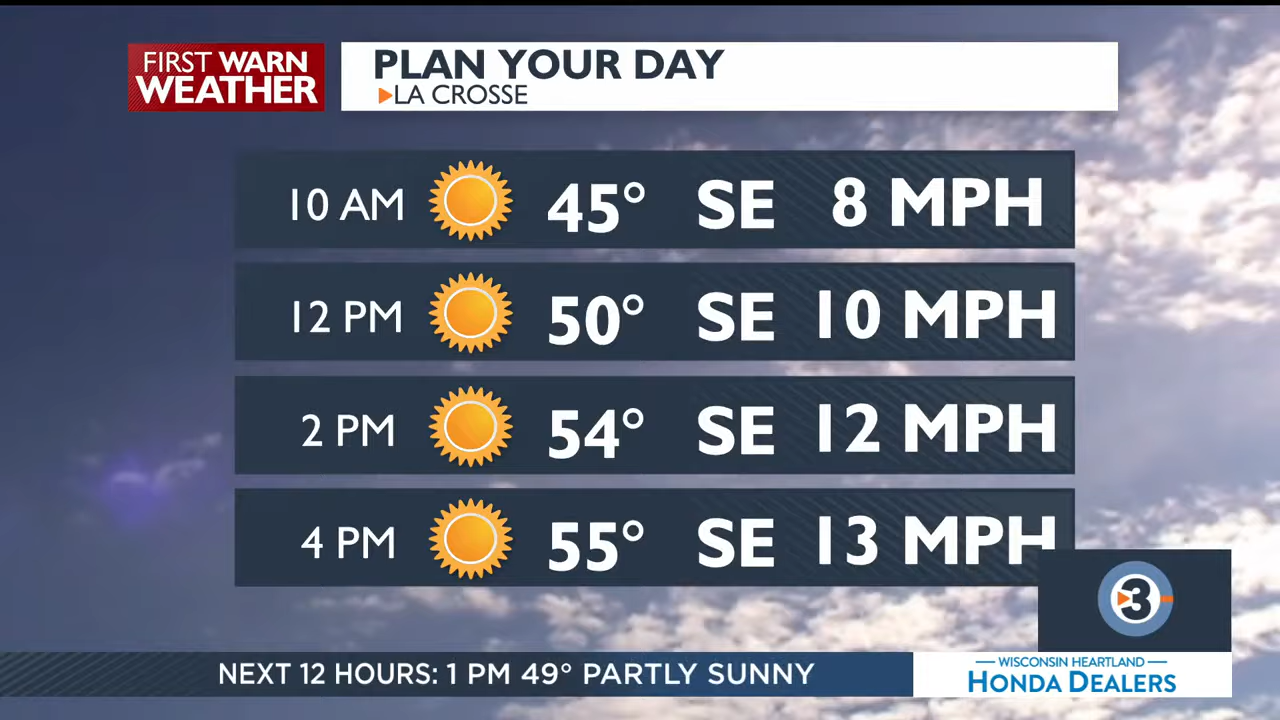 FIRST WARN
WEATHER
PLAN YOUR DAY
LA CROSSE
10 AM 45° SE 8 MPH
12 PM 50° SE 10 MPH
2 PM 54° SE 12 MPH
4 PM 55° SE 13 MPH
3
NEXT 12 HOURS: 1 PM 49° PARTLY SUNNY
WISCONSIN HEARTLAND
HONDA DEALERS